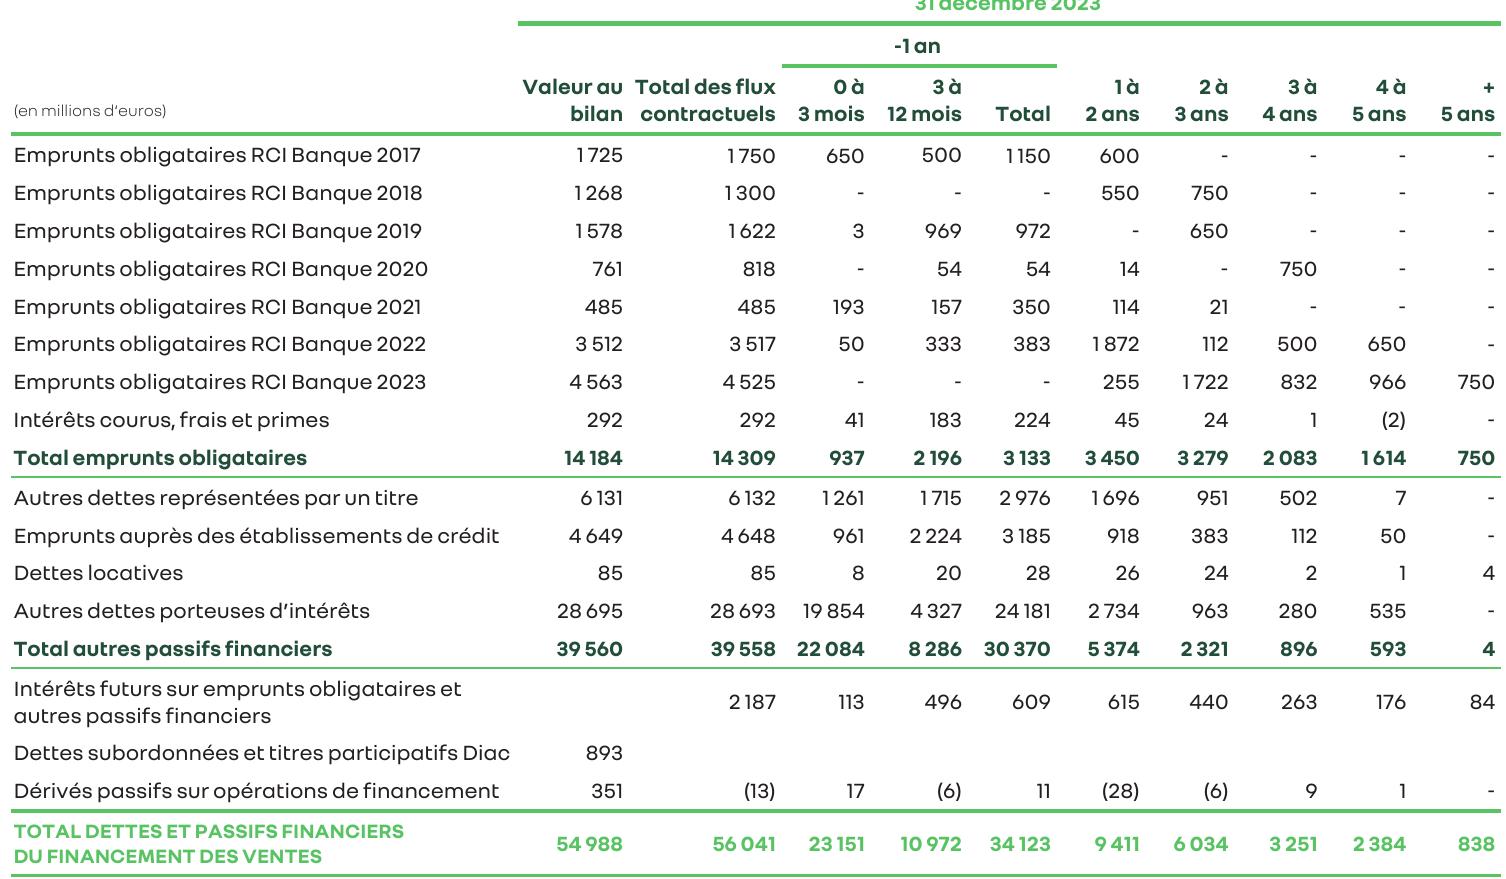 31 décembre 2023
-1 an
Valeur au Total des flux 0 à 3 à 1 à 2 à 3 à 4 à +
(en millions d'euros) bilan contractuels 3 mois 12 mois Total 2 ans 3 ans 4 ans 5 ans 5 ans
Emprunts obligataires RCI Banque 2017 1 725 1 750 650 500 1 150 600 - - - -
Emprunts obligataires RCI Banque 2018 1 268 1 300 - - - 550 750 - - -
Emprunts obligataires RCI Banque 2019 1 578 1 622 3 969 972 - 650 - - -
Emprunts obligataires RCI Banque 2020 761 818 - 54 54 14 - 750 - -
Emprunts obligataires RCI Banque 2021 485 485 193 157 350 114 21 - - -
Emprunts obligataires RCI Banque 2022 3 512 3 517 50 333 383 1 872 112 500 650 -
Emprunts obligataires RCI Banque 2023 4 563 4 525 - - - 255 1 722 832 966 750
Intérêts courus, frais et primes 292 292 41 183 224 45 24 1 (2) -
Total emprunts obligataires 14 184 14 309 937 2 196 3 133 3 450 3 279 2 083 1 614 750
Autres dettes représentées par un titre 6 131 6 132 1 261 1 715 2 976 1 696 951 502 7 -
Emprunts auprès des établissements de crédit 4 649 4 648 961 2 224 3 185 918 383 112 50 -
Dettes locatives 85 85 8 20 28 26 24 2 1 4
Autres dettes porteuses d'intérêts 28 695 28 693 19 854 4 327 24 181 2 734 963 280 535 -
Total autres passifs financiers 39 560 39 558 22 084 8 286 30 370 5 374 2 321 896 593 4
Intérêts futurs sur emprunts obligataires et
autres passifs financiers 2 187 113 496 609 615 440 263 176 84
Dettes subordonnées et titres participatifs Diac 893
Dérivés passifs sur opérations de financement 351 (13) 17 (6) 11 (28) (6) 9 1 -
TOTAL DETTES ET PASSIFS FINANCIERS
DU FINANCEMENT DES VENTES 54 988 56 041 23 151 10 972 34 123 9 411 6 034 3 251 2 384 838